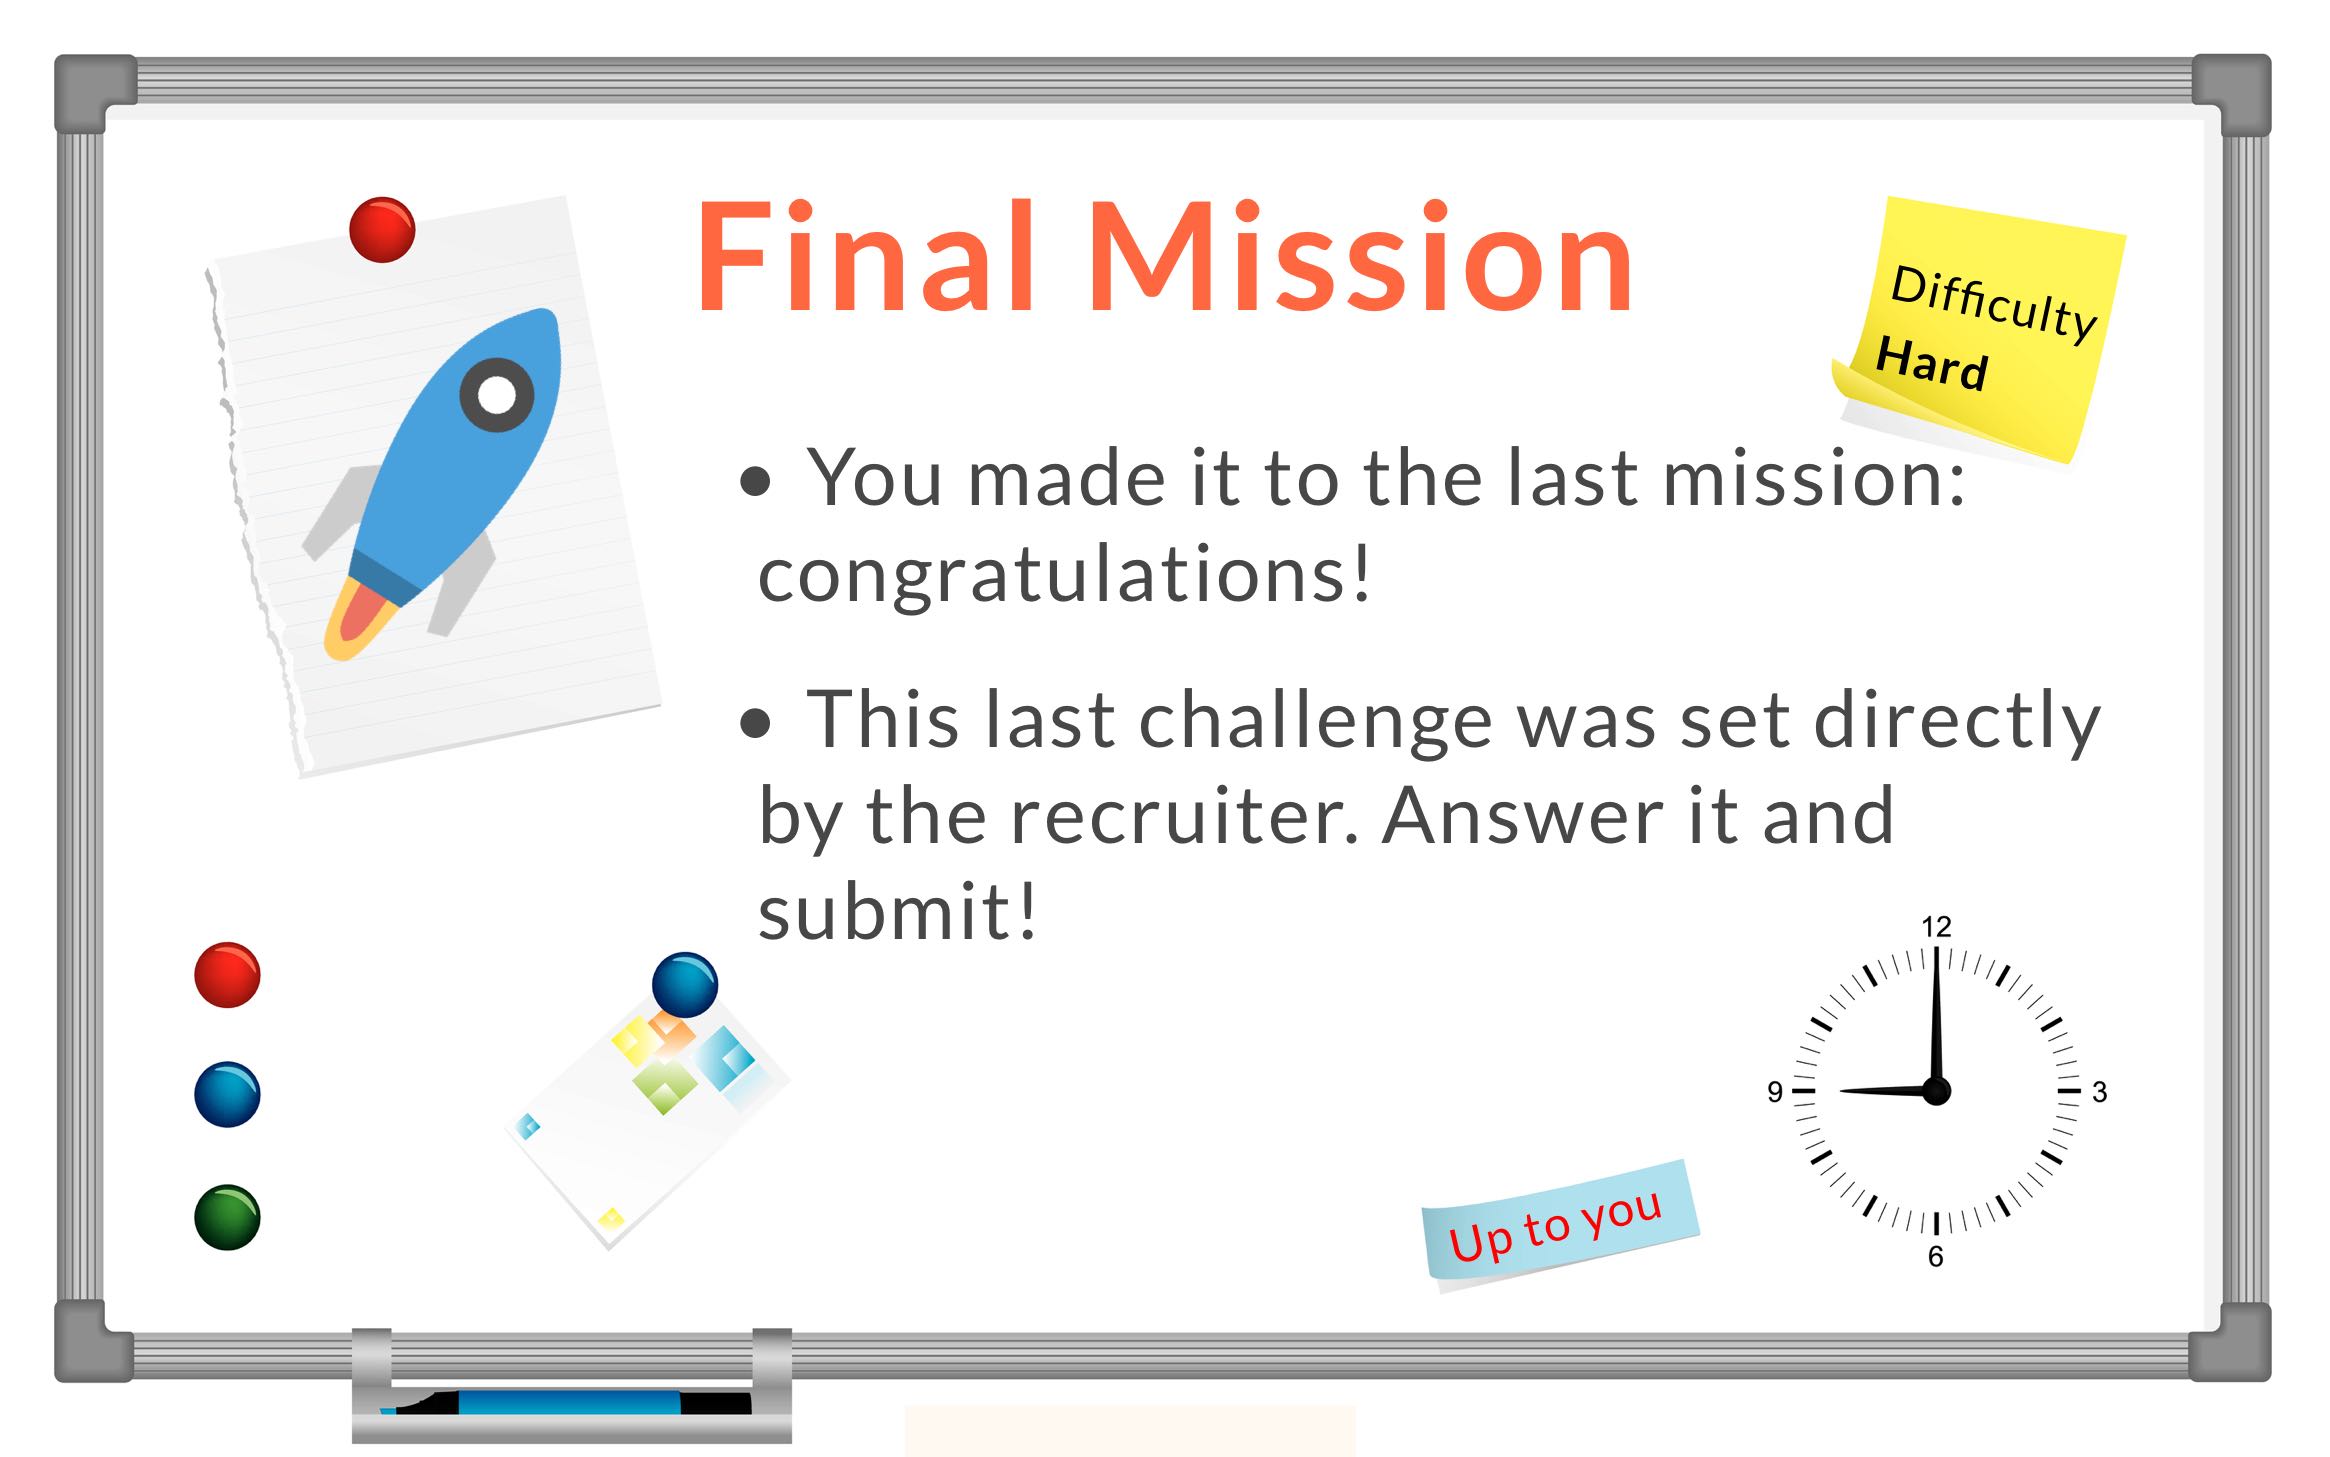 Final Mission
Difficulty
Hard
• You made it to the last mission:
congratulations!
• This last challenge was set directly
by the recruiter. Answer it and
submit!
12
9
3
6
Up to you